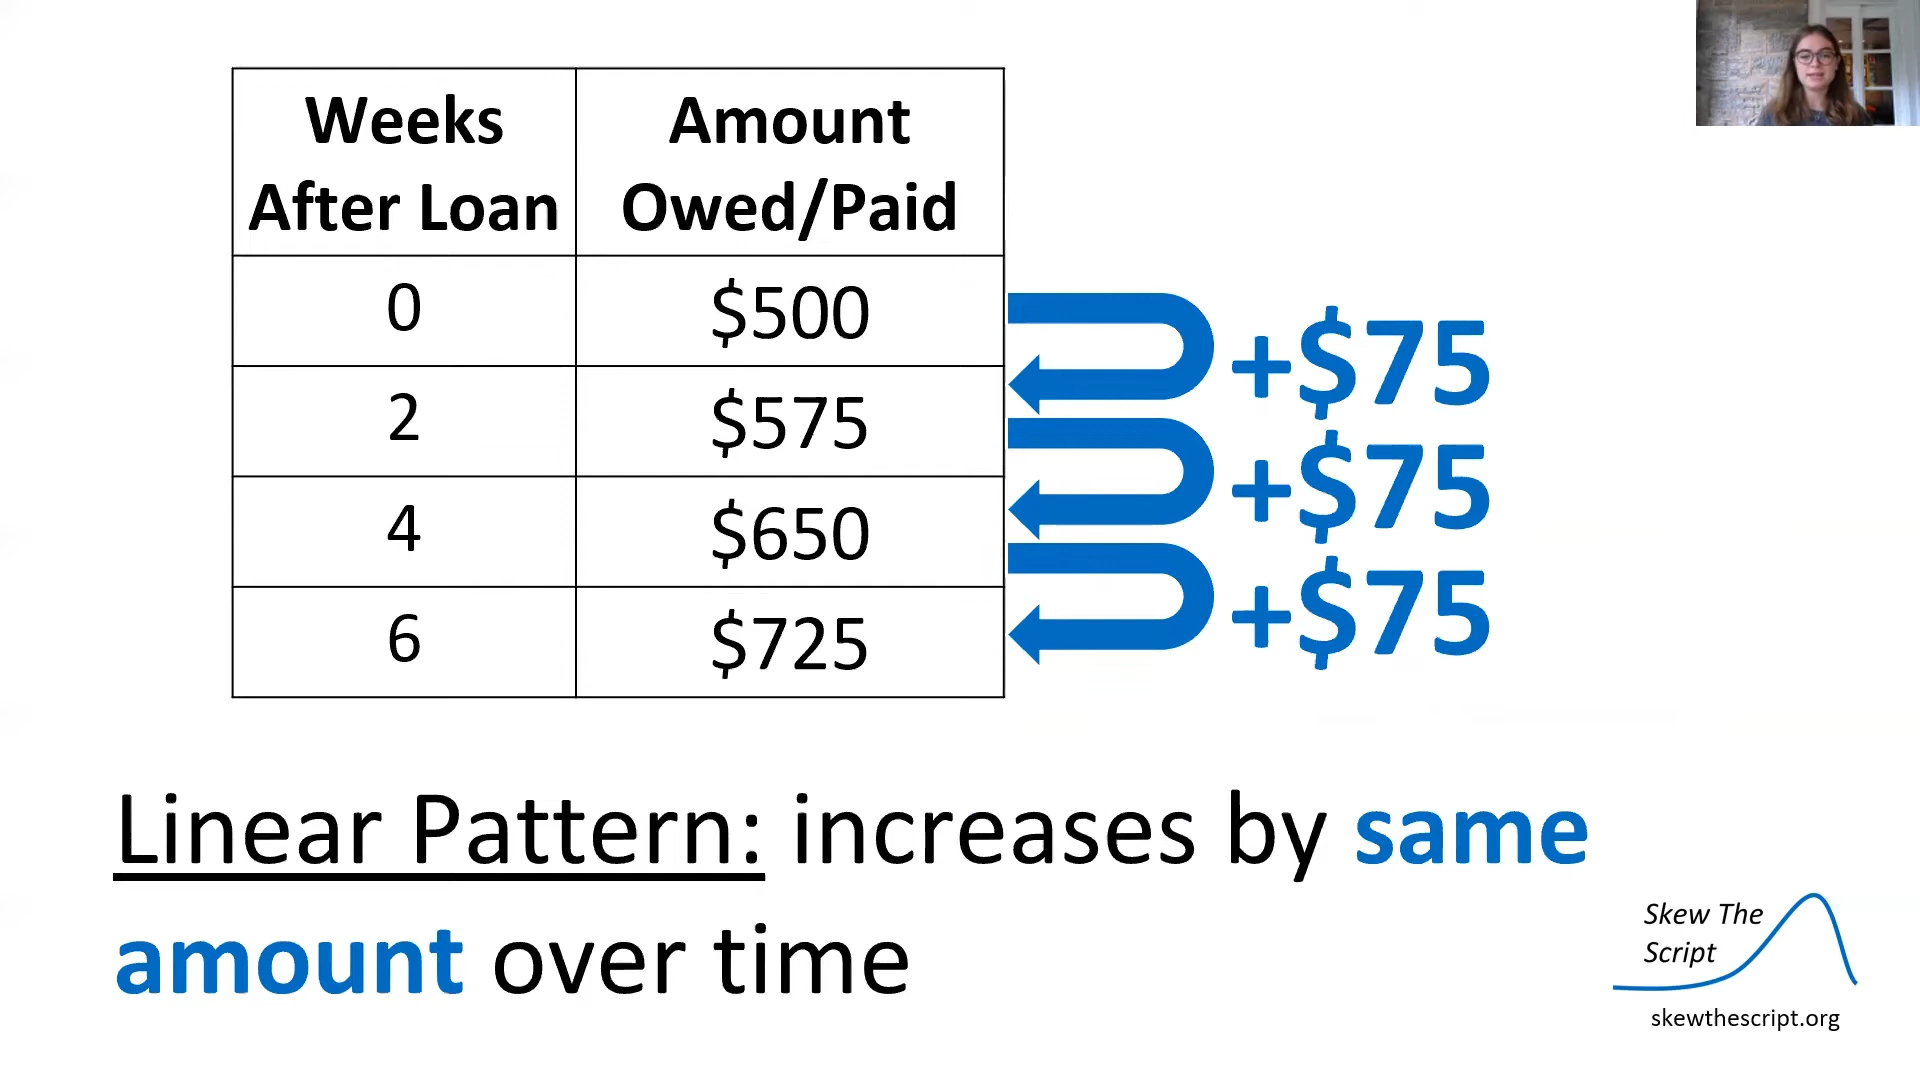 Weeks After Loan
Amount Owed/Paid
0
$500
2
$575
4
$650
6
$725
+$75
+$75
+$75
Linear Pattern: increases by same
amount over time
Skew The
Script
skewthescript.org